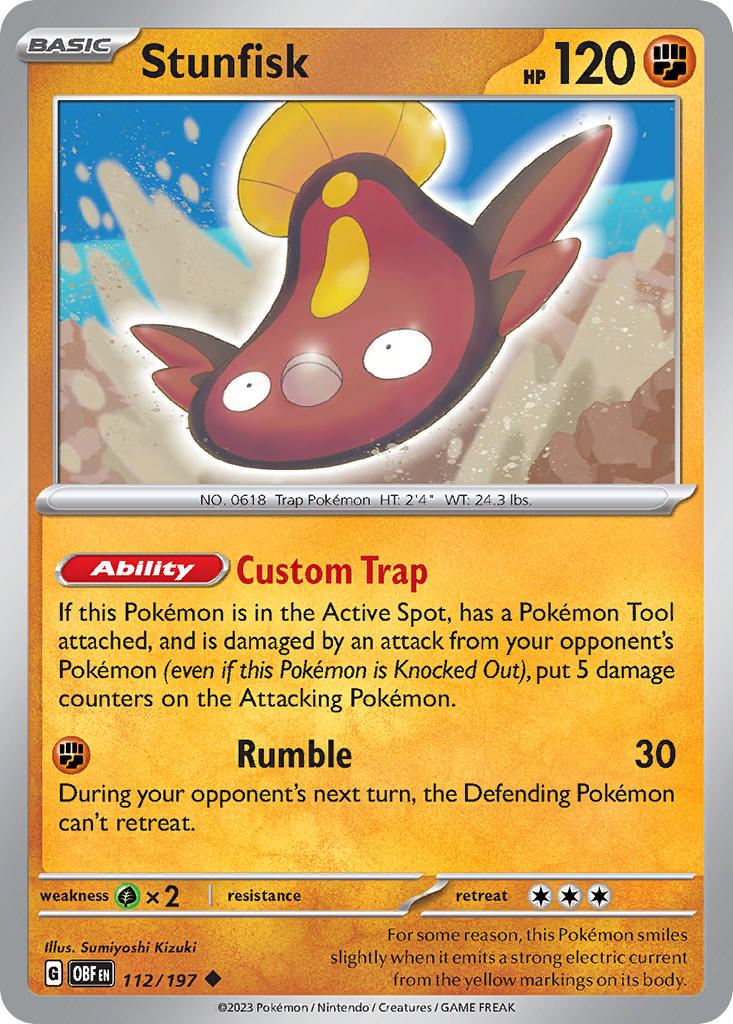 BASIC
Stunfisk
HP 120
NO. 0618 Trap Pokémon HT: 2'4" WT: 24.3 lbs.
Ability Custom Trap
If this Pokémon is in the Active Spot, has a Pokémon Tool
attached, and is damaged by an attack from your opponent's
Pokémon (even if this Pokémon is Knocked Out), put 5 damage
counters on the Attacking Pokémon.
Rumble 30
During your opponent's next turn, the Defending Pokémon
can't retreat.
weakness ×2 resistance retreat
Illus. Sumiyoshi Kizuki
G OBF EN 112/197
For some reason, this Pokémon smiles
slightly when it emits a strong electric current
from the yellow markings on its body.
©2023 Pokémon / Nintendo / Creatures / GAME FREAK